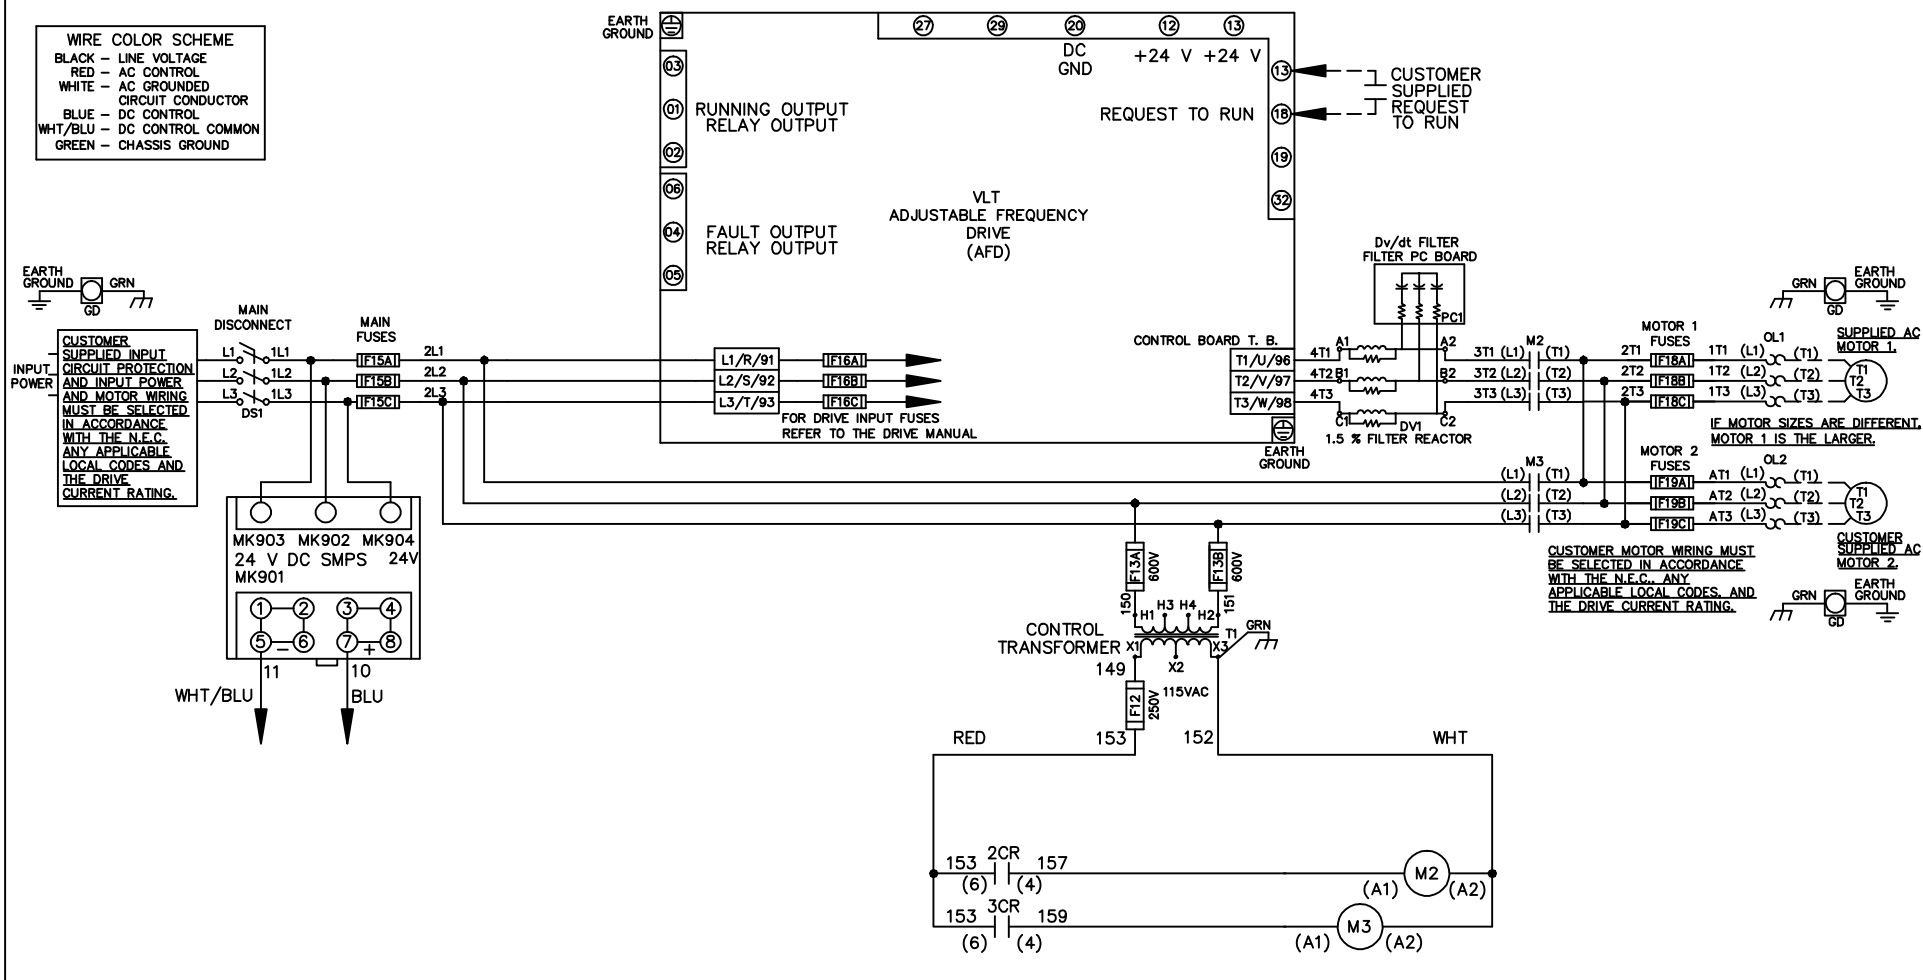 WIRE COLOR SCHEME
BLACK – LINE VOLTAGE
RED – AC CONTROL
WHITE – AC GROUNDED
CIRCUIT CONDUCTOR
BLUE – DC CONTROL
WHT/BLU – DC CONTROL COMMON
GREEN – CHASSIS GROUND
EARTH
GROUND
27
29
20
12
13
DC
GND
+24 V
+24 V
03
01
02
RUNNING OUTPUT
RELAY OUTPUT
06
04
05
FAULT OUTPUT
RELAY OUTPUT
13
18
19
32
REQUEST TO RUN
CUSTOMER
SUPPLIED
REQUEST
TO RUN
VLT
ADJUSTABLE FREQUENCY
DRIVE
(AFD)
Dv/dt FILTER
FILTER PC BOARD
PC1
EARTH
GROUND
GRN
GD
INPUT
POWER
CUSTOMER
SUPPLIED INPUT
CIRCUIT PROTECTION
AND INPUT POWER
AND MOTOR WIRING
MUST BE SELECTED
IN ACCORDANCE
WITH THE N.E.C.
ANY APPLICABLE
LOCAL CODES AND
THE DRIVE
CURRENT RATING.
MAIN
DISCONNECT
L1
1L1
L2
1L2
L3
1L3
DS1
MAIN
FUSES
F15A
F15B
F15C
2L1
2L2
2L3
L1/R/91
L2/S/92
L3/T/93
F16A
F16B
F16C
FOR DRIVE INPUT FUSES
REFER TO THE DRIVE MANUAL
CONTROL BOARD T. B.
T1/U/96
T2/V/97
T3/W/98
EARTH
GROUND
4T1
A1
A2
4T2
B1
B2
4T3
C1
C2
DV1
1.5 % FILTER REACTOR
M2
3T1 (L1) (T1)
3T2 (L2) (T2)
3T3 (L3) (T3)
MOTOR 1
FUSES
2T1
F18A
1T1 (L1)
2T2
F18B
1T2 (L2)
2T3
F18C
1T3 (L3)
OL1
(T1)
(T2)
(T3)
T1
T2
T3
GRN
GD
EARTH
GROUND
SUPPLIED AC
MOTOR 1.
IF MOTOR SIZES ARE DIFFERENT,
MOTOR 1 IS THE LARGER.
M3
(L1) (T1)
(L2) (T2)
(L3) (T3)
MOTOR 2
FUSES
F19A
AT1 (L1)
F19B
AT2 (L2)
F19C
AT3 (L3)
OL2
(T1)
(T2)
(T3)
T1
T2
T3
CUSTOMER
SUPPLIED AC
MOTOR 2.
CUSTOMER MOTOR WIRING MUST
BE SELECTED IN ACCORDANCE
WITH THE N.E.C., ANY
APPLICABLE LOCAL CODES, AND
THE DRIVE CURRENT RATING.
GRN
GD
EARTH
GROUND
MK903 MK902 MK904
24 V DC SMPS 24V
MK901
1
2
3
4
5
–
6
7
+
8
11
10
WHT/BLU
BLU
F13A
600V
F13B
600V
150
H1
H3
H4
H2
151
CONTROL
TRANSFORMER
X1
X2
X3
T1
GRN
149
F12
250V
115VAC
RED
153
152
WHT
153
2CR
157
(6)
(4)
(A1)
M2
(A2)
153
3CR
159
(6)
(4)
(A1)
M3
(A2)